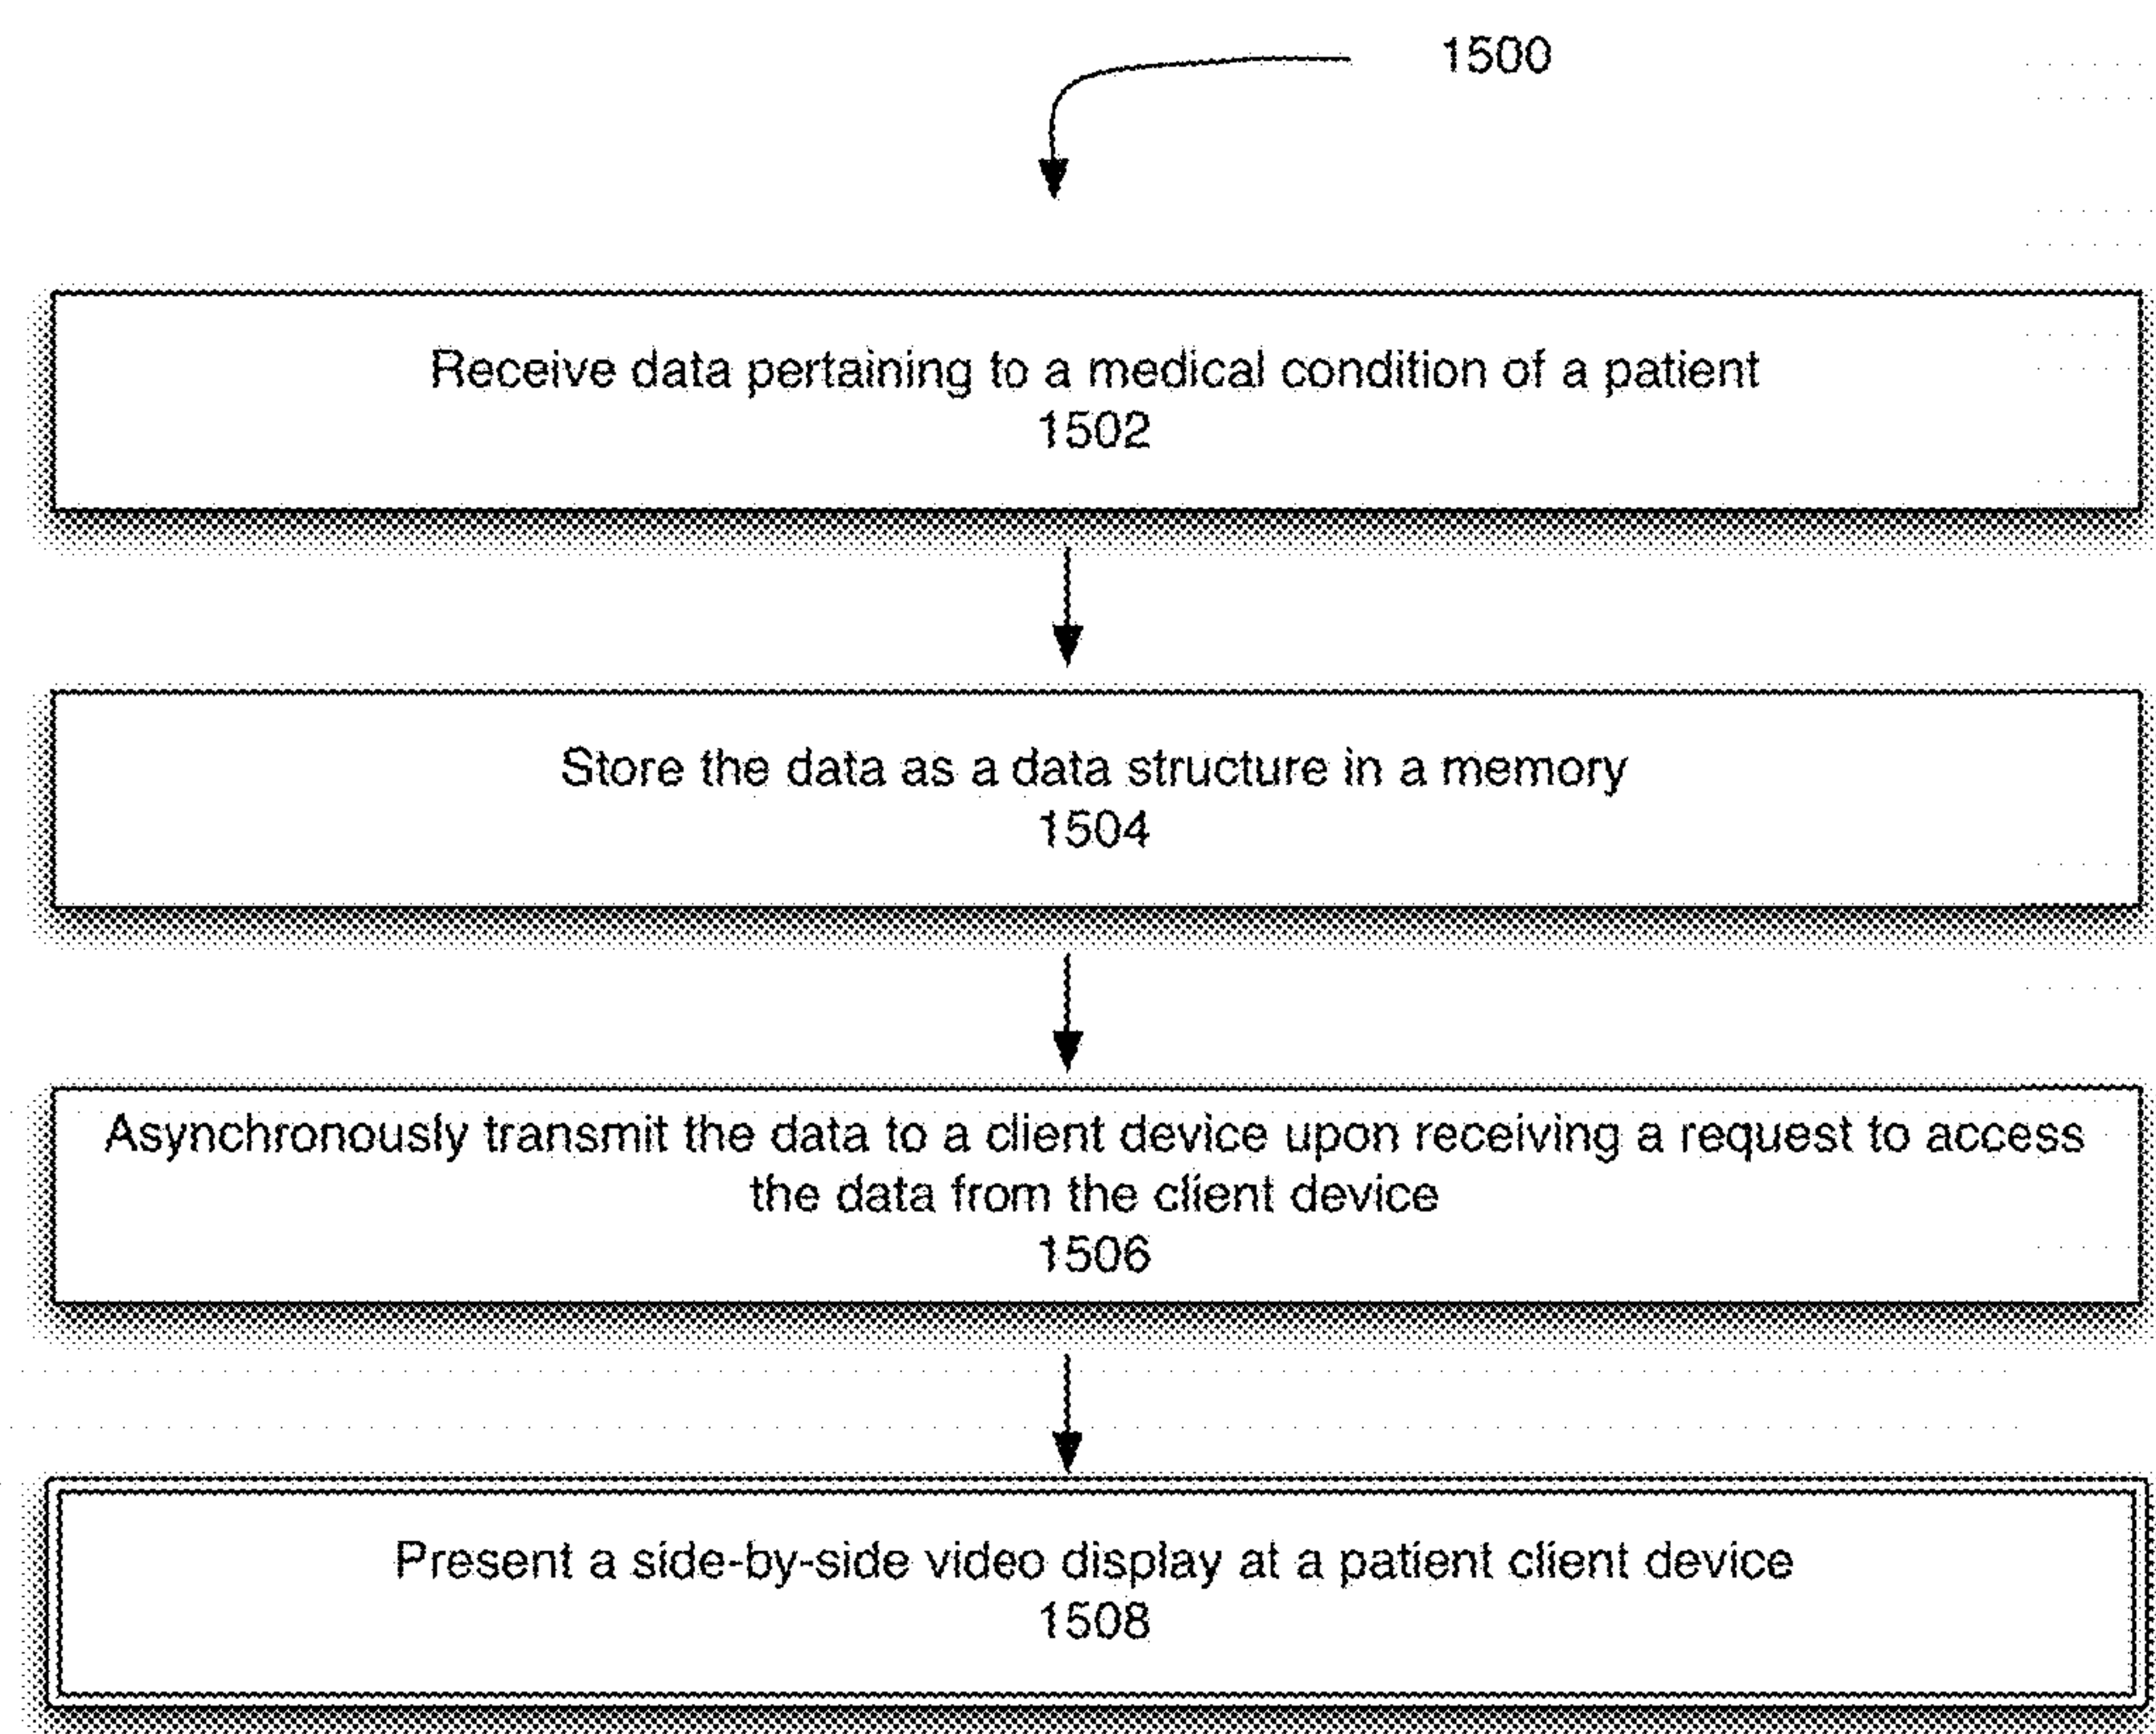 1500
Receive data pertaining to a medical condition of a patient
1502
Store the data as a data structure in a memory
1504
Asynchronously transmit the data to a client device upon receiving a request to access
the data from the client device
1506
Present a side-by-side video display at a patient client device
1508